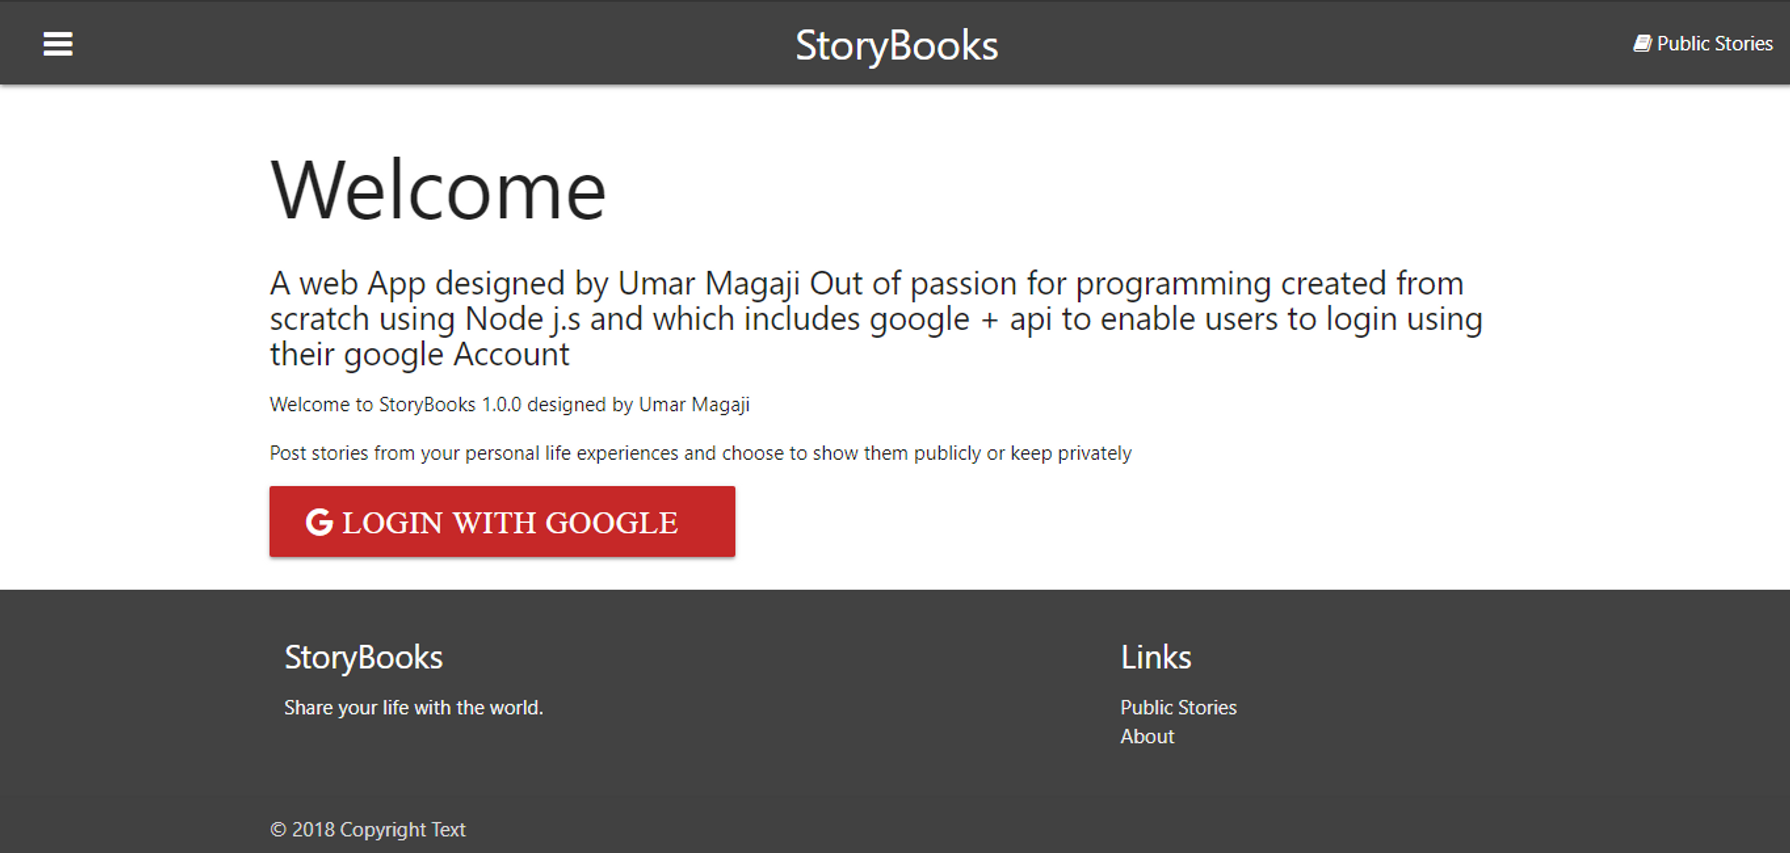 StoryBooks
Public Stories
Welcome
A web App designed by Umar Magaji Out of passion for programming created from
scratch using Node j.s and which includes google + api to enable users to login using
their google Account
Welcome to StoryBooks 1.0.0 designed by Umar Magaji
Post stories from your personal life experiences and choose to show them publicly or keep privately
G LOGIN WITH GOOGLE
StoryBooks
Share your life with the world.
Links
Public Stories
About
© 2018 Copyright Text